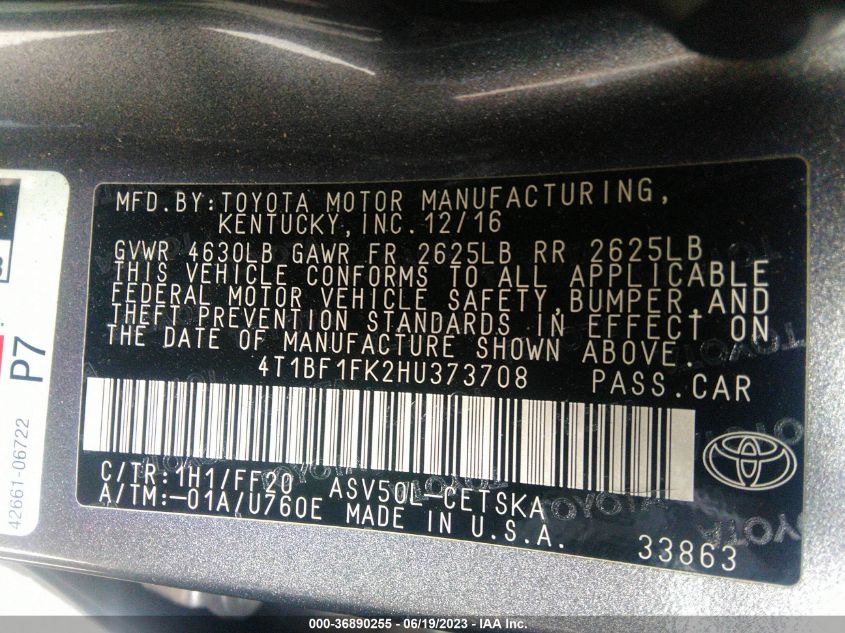 MFD.BY:TOYOTA MOTOR MANUFACTURING,
KENTUCKY,INC.12/16
GVWR 4630LB GAWR FR 2625LB RR 2625LB
THIS VEHICLE CONFORMS TO ALL APPLICABLE
FEDERAL MOTOR VEHICLE SAFETY,BUMPER,AND
THEFT PREVENTION STANDARDS IN EFFECT ON
THE DATE OF MANUFACTURE SHOWN ABOVE.
4T1BF1FK2HU373708 PASS.CAR
C/TR:1H1/FF20 ASV50L-CETSKA
A/TM:-01A/U760E MADE IN U.S.A.
33863
P7
42661-06722
TOYOTA
TOYOTA
TOYOTA
000-36890255 - 06/19/2023 - IAA Inc.